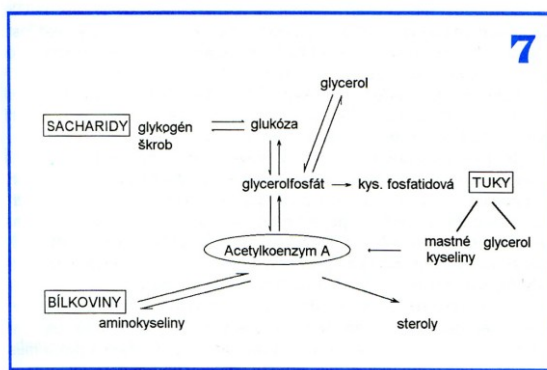 7
glycerol
SACHARIDY
glykogén
škrob
glukóza
glycerolfosfát
kys. fosfatidová
TUKY
Acetylkoenzym A
mastné
kyseliny
glycerol
BÍLKOVINY
aminokyseliny
steroly